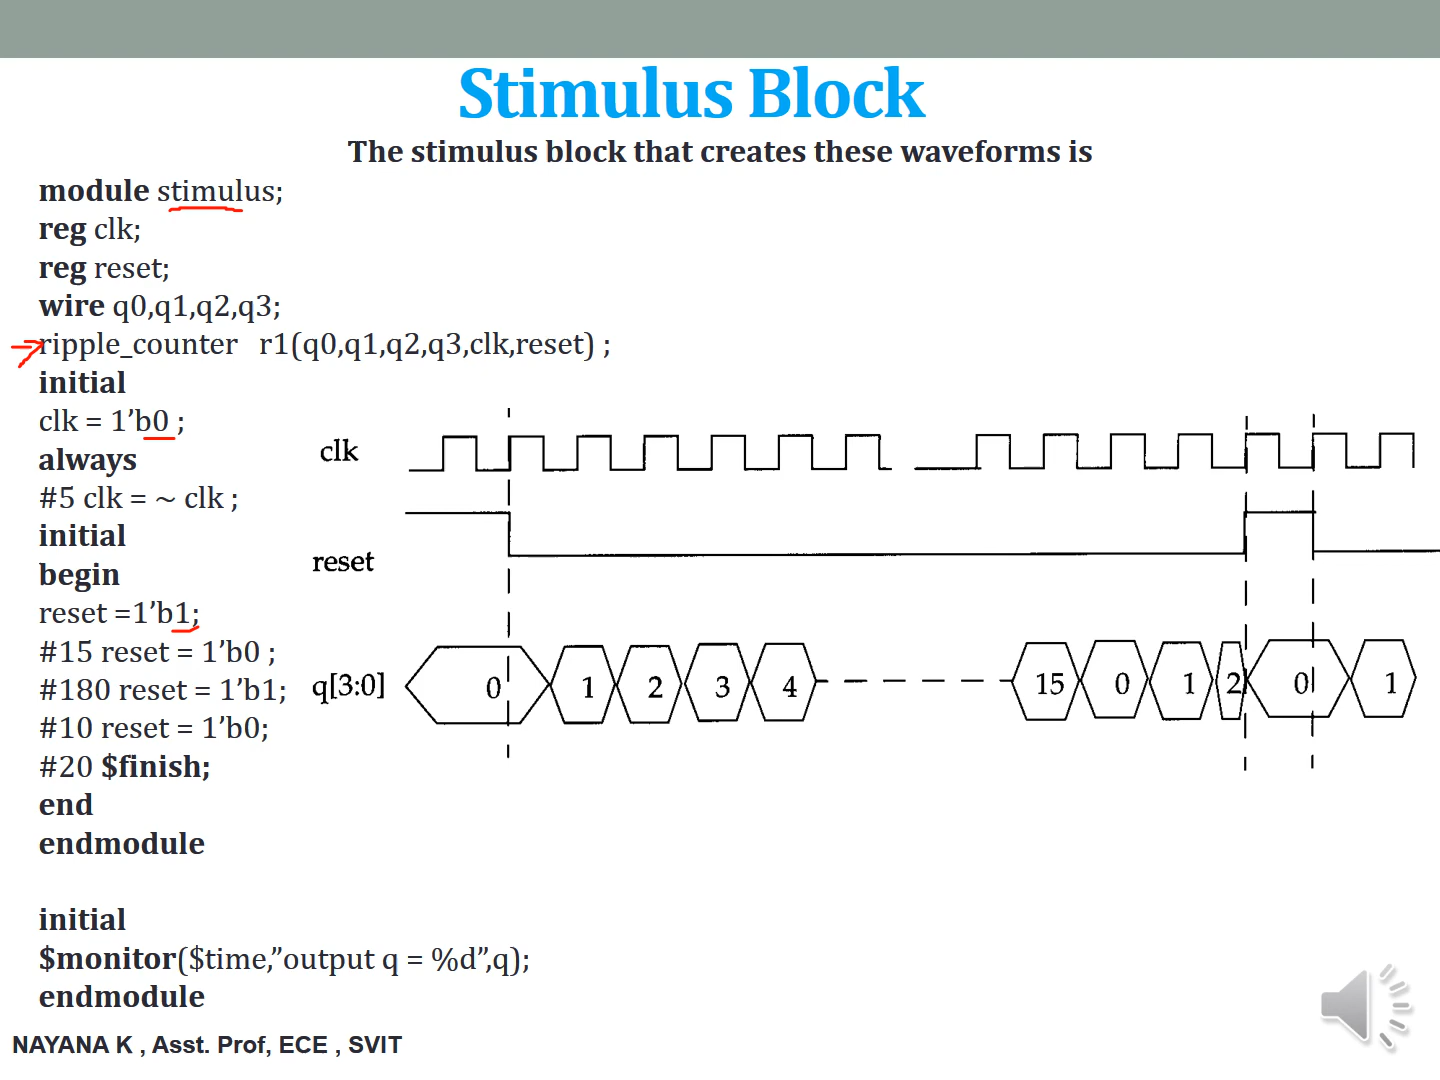 Stimulus Block
The stimulus block that creates these waveforms is
module stimulus;
reg clk;
reg reset;
wire q0,q1,q2,q3;
ripple_counter r1(q0,q1,q2,q3,clk,reset) ;
initial
clk = 1’b0 ;
always
#5 clk = ~ clk ;
initial
begin
reset =1’b1;
#15 reset = 1’b0 ;
#180 reset = 1’b1;
#10 reset = 1’b0;
#20 $finish;
end
endmodule
initial
$monitor($time,”output q = %d”,q);
endmodule
clk
reset
q[3:0] 0 1 2 3 4 15 0 1 2 0 1
NAYANA K , Asst. Prof, ECE , SVIT